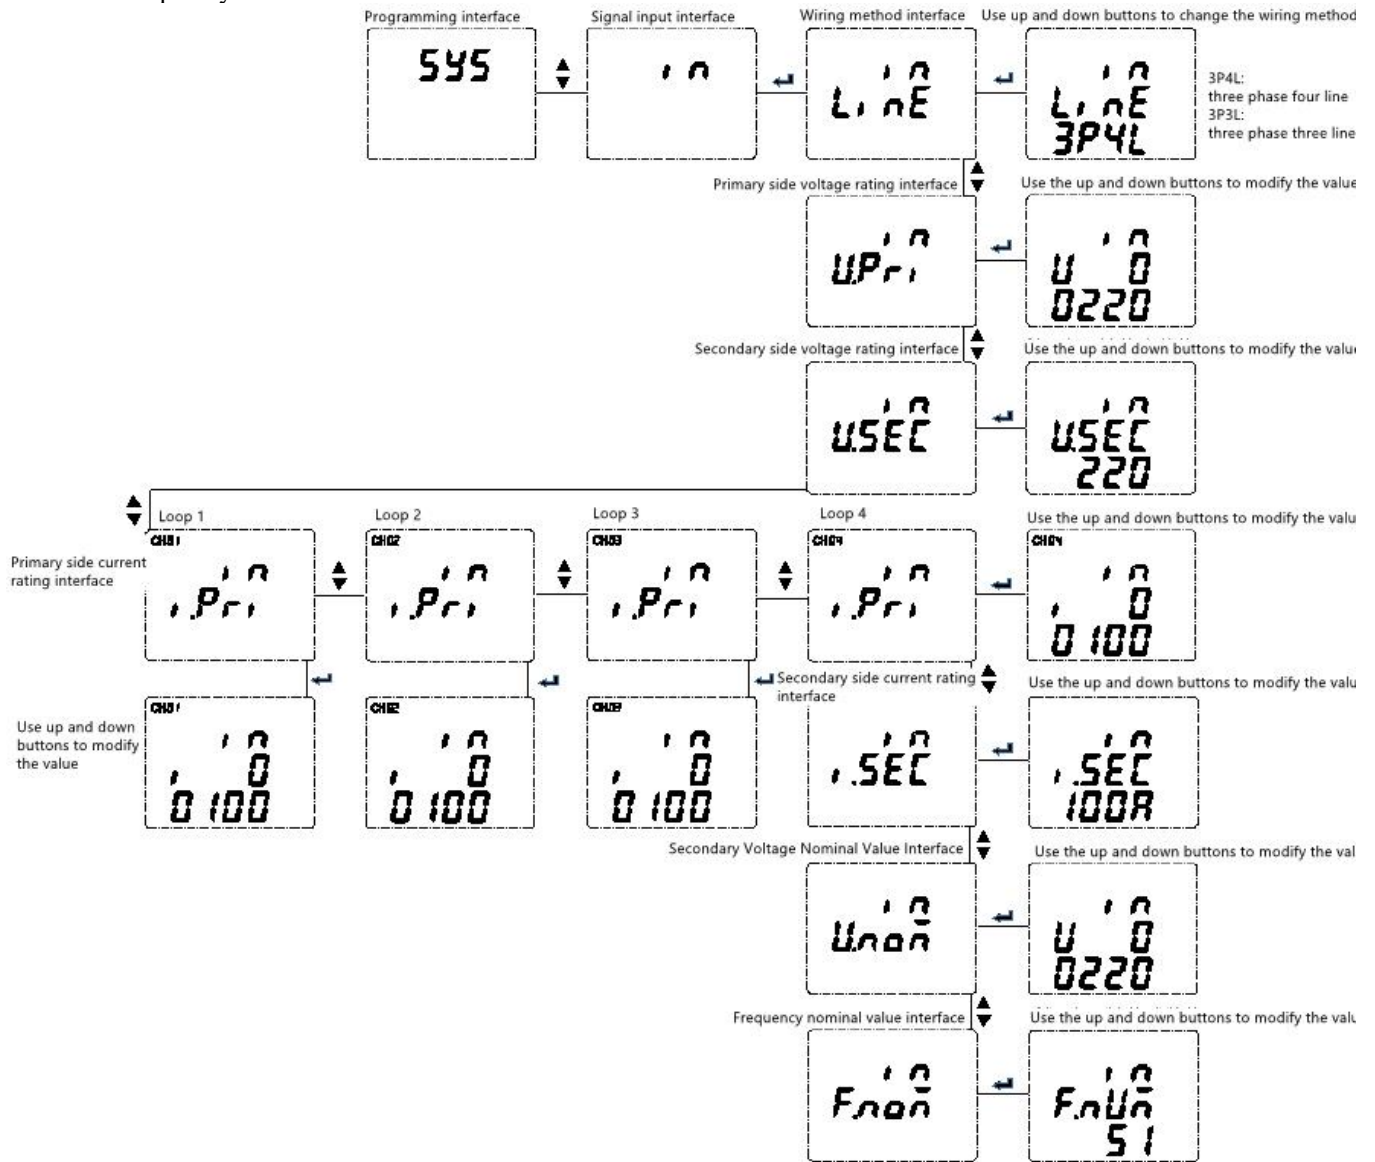 Programming interface
Signal input interface
Wiring method interface
Use up and down buttons to change the wiring method
SYS
in
in
LinE
in
LinE
3P4L
3P4L:
three phase four line
3P3L:
three phase three line
Primary side voltage rating interface
Use the up and down buttons to modify the value
in
U.Pri
in
U 0
0220
Secondary side voltage rating interface
Use the up and down buttons to modify the value
in
U.SEC
in
U.SEC
220
Loop 1
Loop 2
Loop 3
Loop 4
Use the up and down buttons to modify the valu
Primary side current
rating interface
CH01
in
i.Pri
CH02
in
i.Pri
CH03
in
i.Pri
CH04
in
i.Pri
CH04
in
i 0
0100
Secondary side current rating
interface
Use the up and down buttons to modify the valu
Use up and down
buttons to modify
the value
CH01
in
i 0
0100
CH02
in
i 0
0100
CH03
in
i 0
0100
in
i.SEC
in
i.SEC
100A
Secondary Voltage Nominal Value Interface
Use the up and down buttons to modify the val
in
U.nom
in
U 0
0220
Frequency nominal value interface
Use the up and down buttons to modify the valu
in
F.nom
in
F.nUm
51